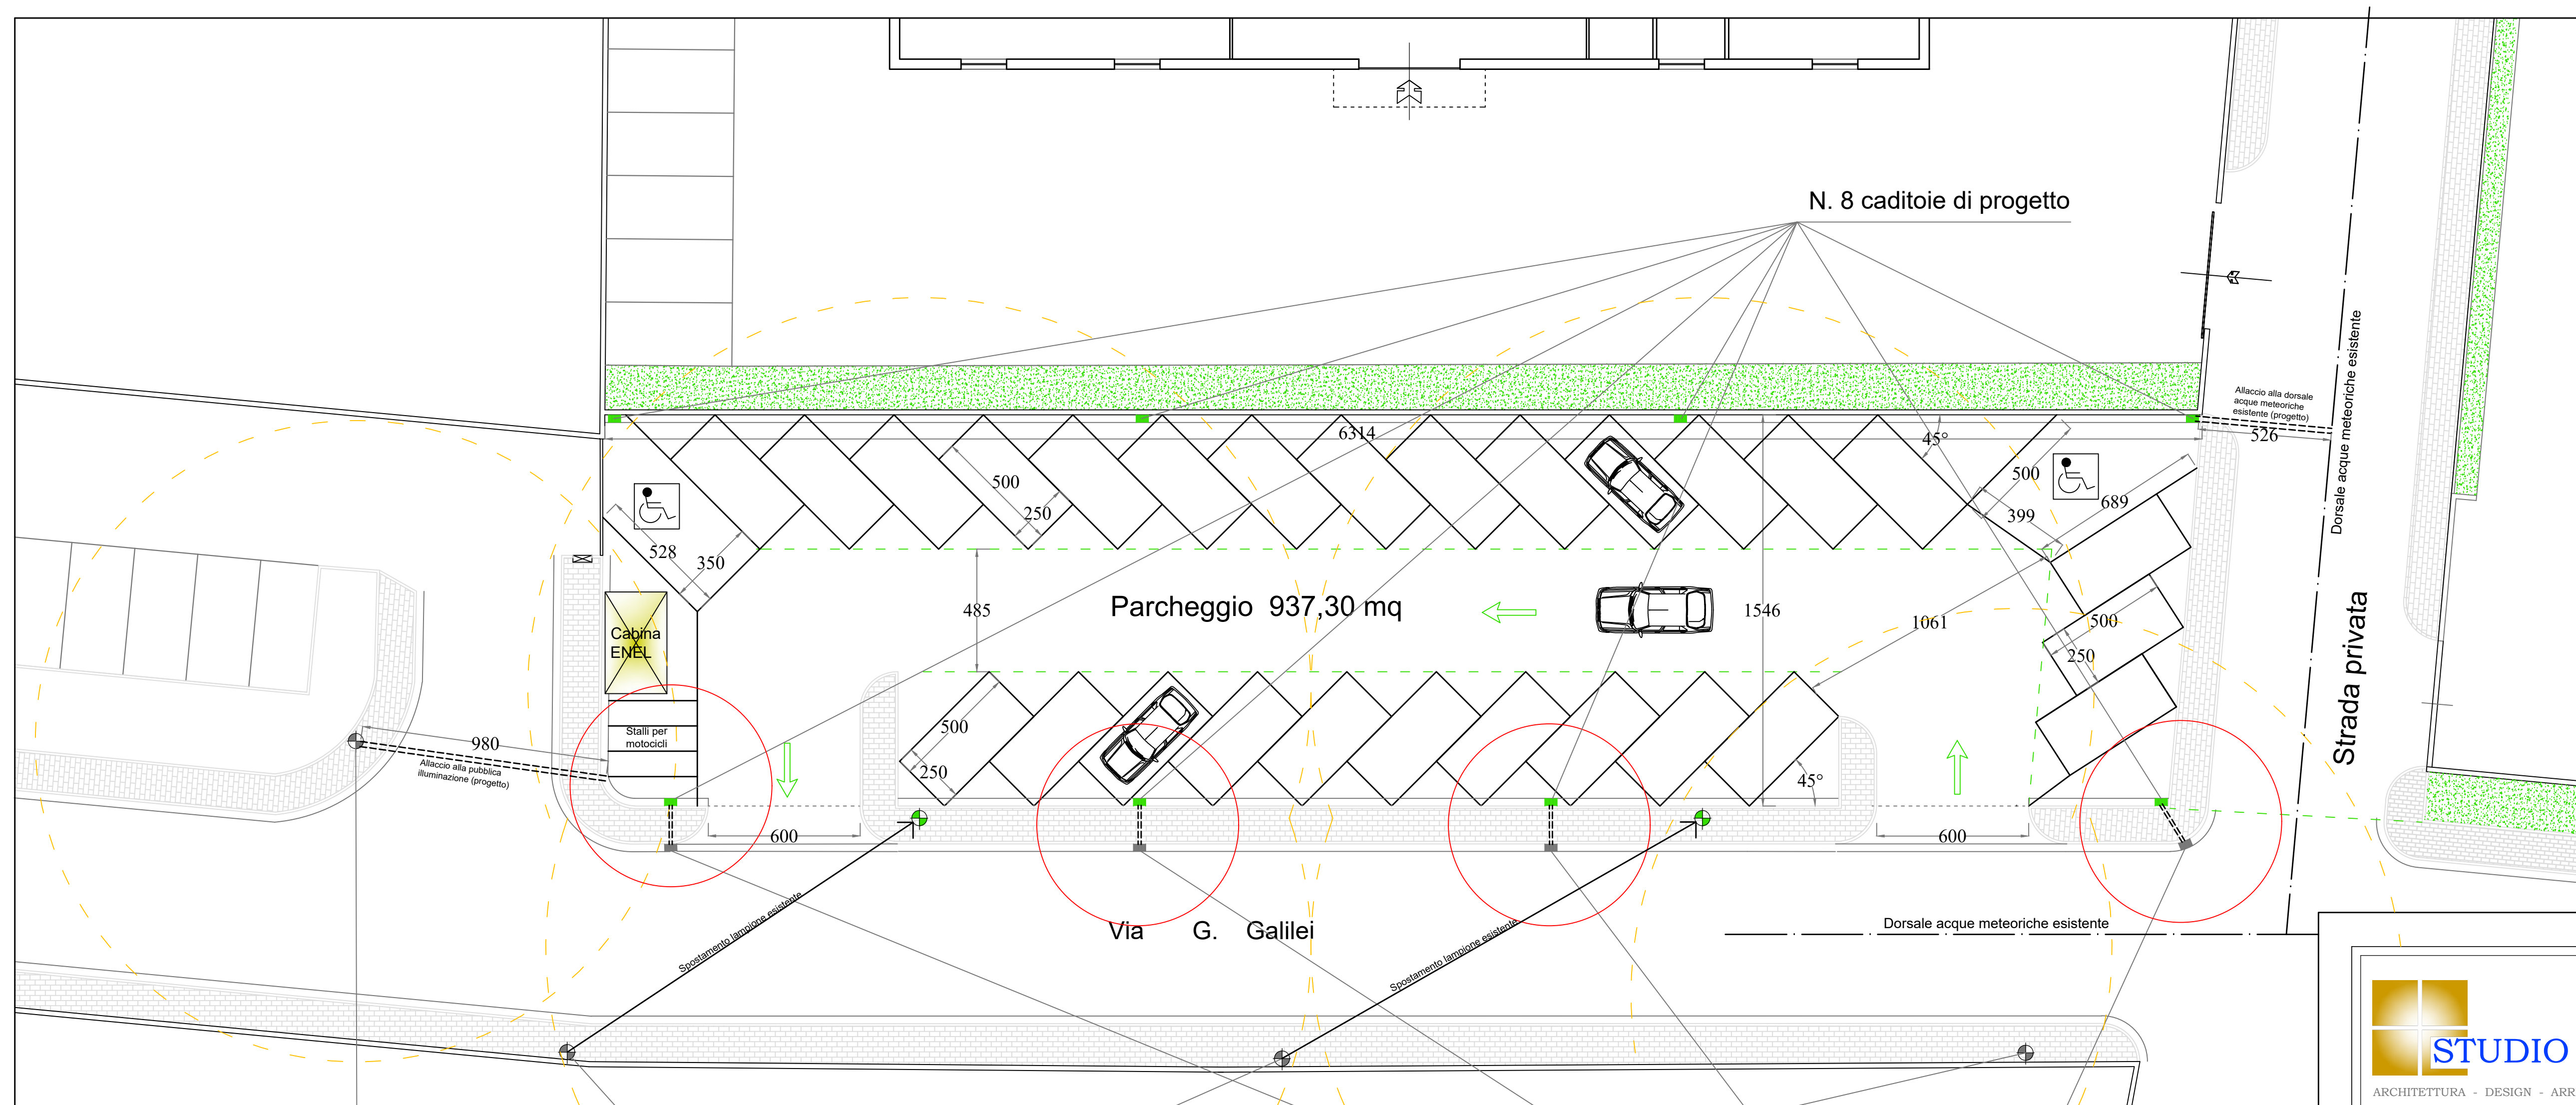 N. 8 caditoie di progetto
Dorsale acque meteoriche esistente
Allaccio alla dorsale
acque meteoriche
esistente (progetto)
526
6314
45°
500
250
500
399
689
528
350
485
Parcheggio 937,30 mq
1546
1061
500
250
Cabina
ENEL
Stalli per
motocicli
980
Allaccio alla pubblica
illuminazione (progetto)
500
250
45°
600
600
Strada privata
Spostamento lampione esistente
Spostamento lampione esistente
Via G. Galilei
Dorsale acque meteoriche esistente
STUDIO
ARCHITETTURA - DESIGN - ARR